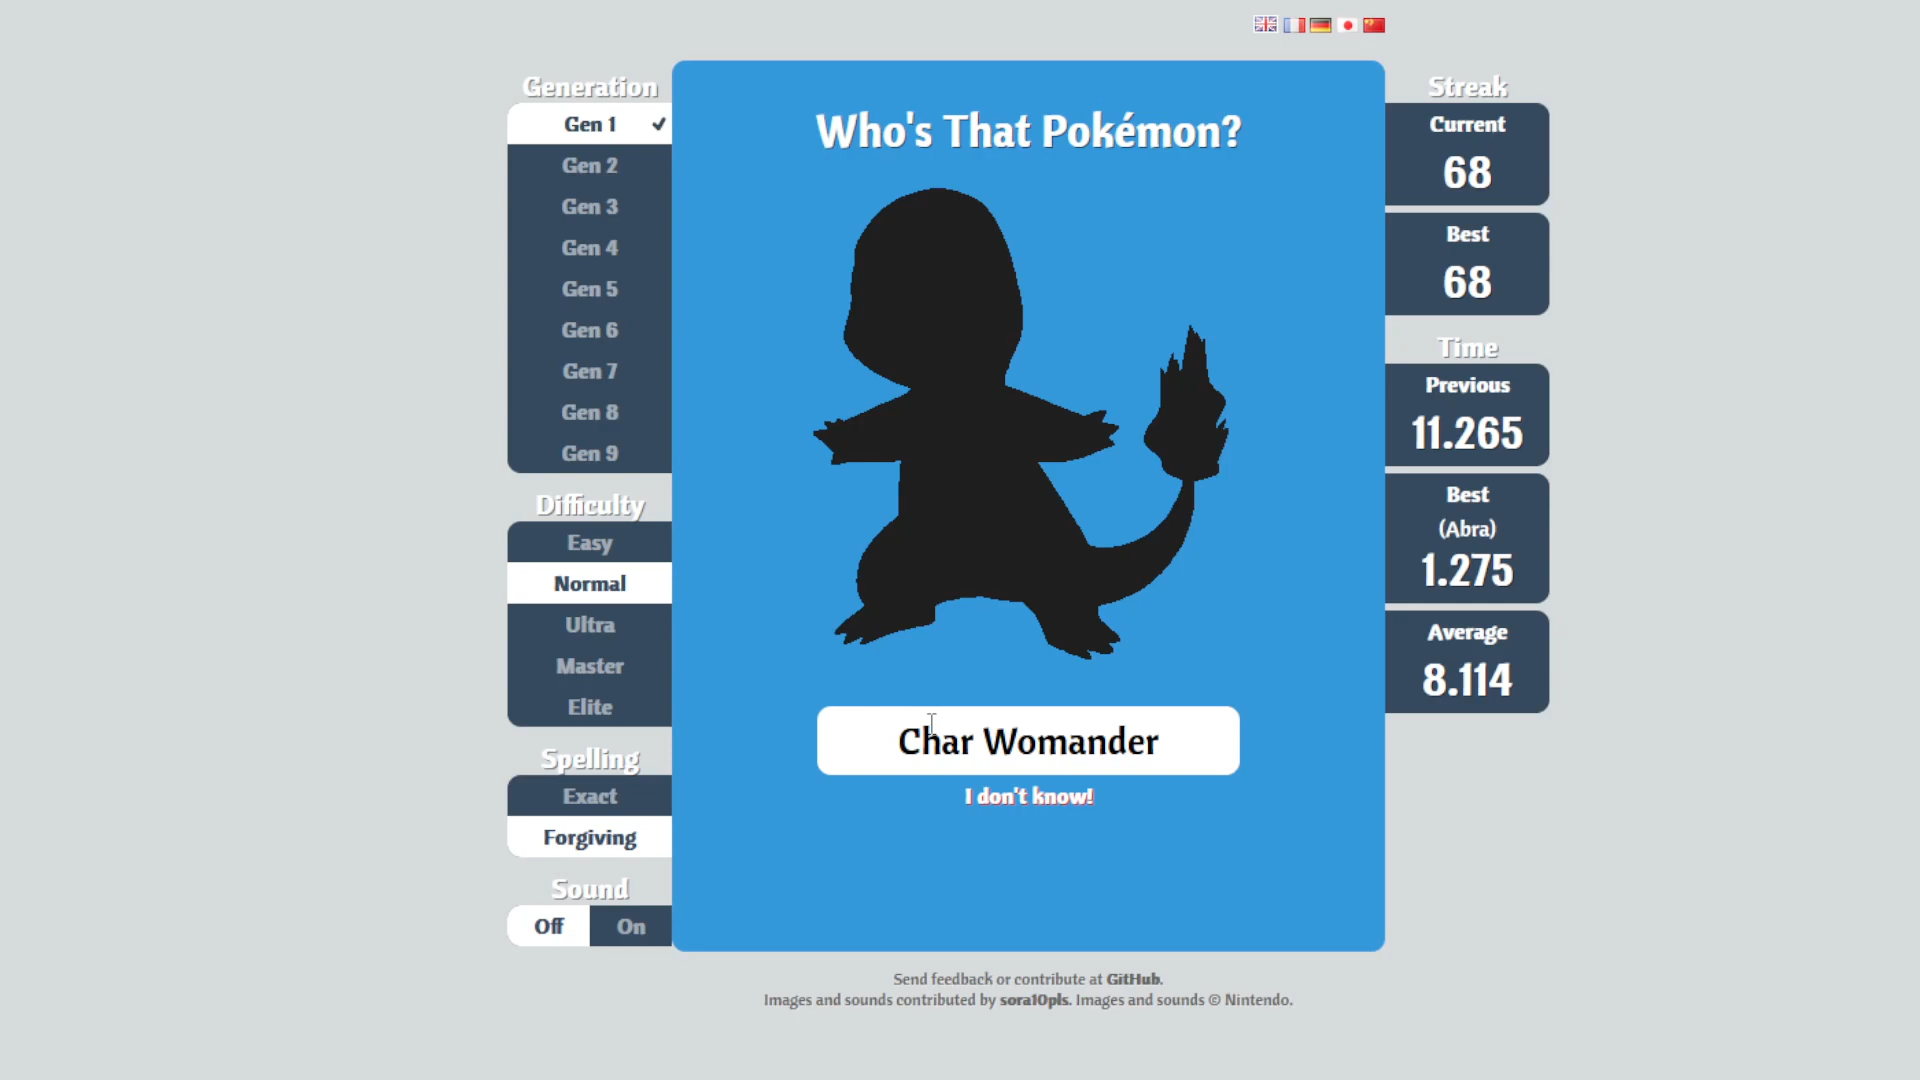 Generation
Gen 1
Gen 2
Gen 3
Gen 4
Gen 5
Gen 6
Gen 7
Gen 8
Gen 9
Difficulty
Easy
Normal
Ultra
Master
Elite
Spelling
Exact
Forgiving
Sound
Off On
Who's That Pokémon?
Char Womander
I don't know!
Streak
Current
68
Best
68
Time
Previous
11.265
Best
(Abra)
1.275
Average
8.114
Send feedback or contribute at GitHub.
Images and sounds contributed by sora10pls. Images and sounds © Nintendo.